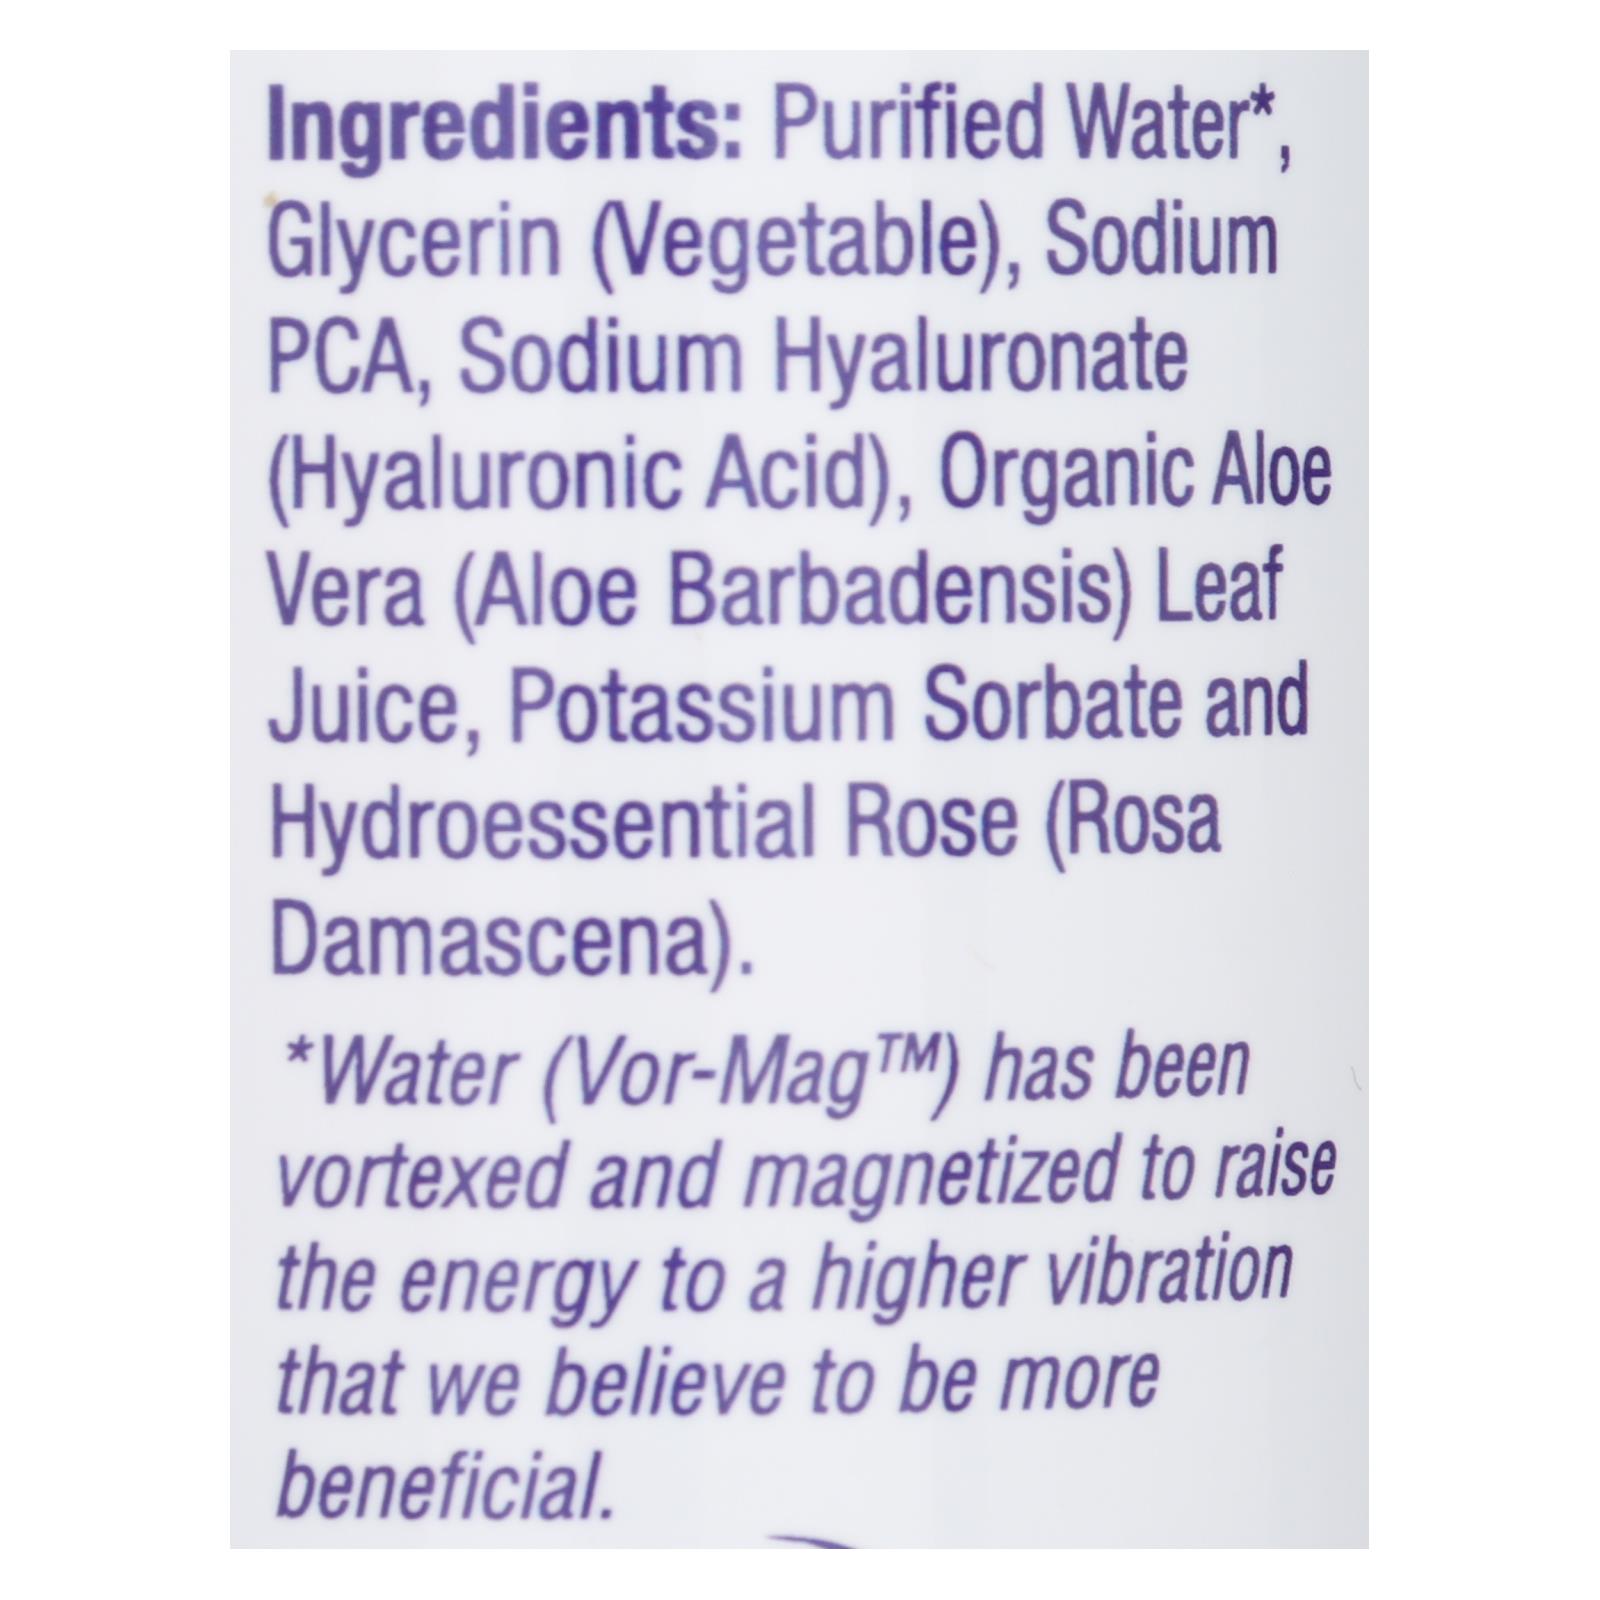 Ingredients: Purified Water*,
Glycerin (Vegetable), Sodium
PCA, Sodium Hyaluronate
(Hyaluronic Acid), Organic Aloe
Vera (Aloe Barbadensis) Leaf
Juice, Potassium Sorbate and
Hydroessential Rose (Rosa
Damascena).
*Water (Vor-Mag™) has been
vortexed and magnetized to raise
the energy to a higher vibration
that we believe to be more
beneficial.